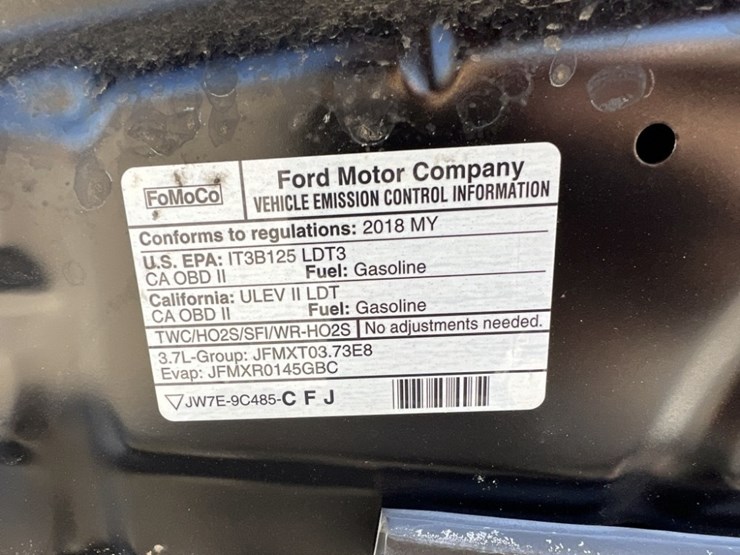 FoMoCo
Ford Motor Company
VEHICLE EMISSION CONTROL INFORMATION
Conforms to regulations: 2018 MY
U.S. EPA: IT3B125 LDT3
CA OBD II Fuel: Gasoline
California: ULEV II LDT
CA OBD II Fuel: Gasoline
TWC/HO2S/SFI/WR-HO2S No adjustments needed.
3.7L-Group: JFMXT03.73E8
Evap: JFMXR0145GBC
JW7E-9C485-C F J